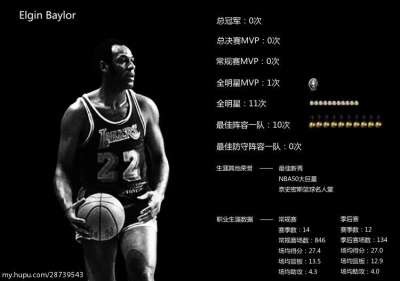 Elgin Baylor
总冠军：0次
总决赛MVP：0次
常规赛MVP：0次
全明星MVP：1次
全明星：11次
最佳阵容一队：10次
最佳防守阵容一队：0次
生涯其他荣誉 —— 最佳新秀
NBA50大巨星
奈史密斯篮球名人堂
职业生涯数据 —— 常规赛 季后赛
赛季数：14 赛季数：12
常规赛场数：846 季后赛场数：134
场均得分：27.4 场均得分：27.0
场均篮板：13.5 场均篮板：12.9
场均助攻：4.3 场均助攻：4.0
22
my.hupu.com/28739543